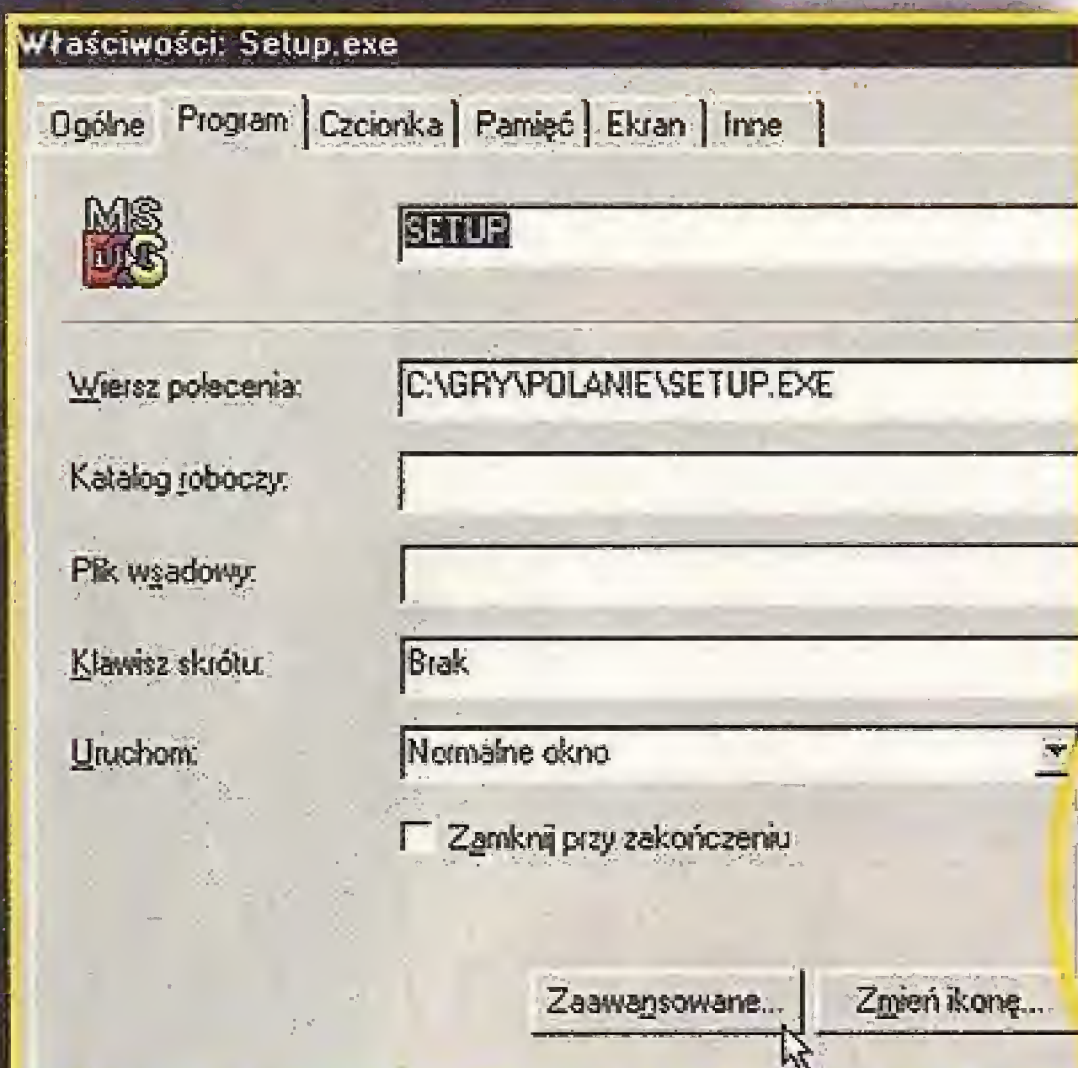 Właściwości: Setup.exe
Ogólne Program Czcionka Pamięć Ekran Inne
MS
DOS
SETUP
Wiersz polecenia: C:\GRY\POLANIE\SETUP.EXE
Katalog roboczy:
Plik wsadowy:
Klawisz skrótu: Brak
Uruchom: Normalne okno
Zamknij przy zakończeniu
Zaawansowane... Zmień ikonę...